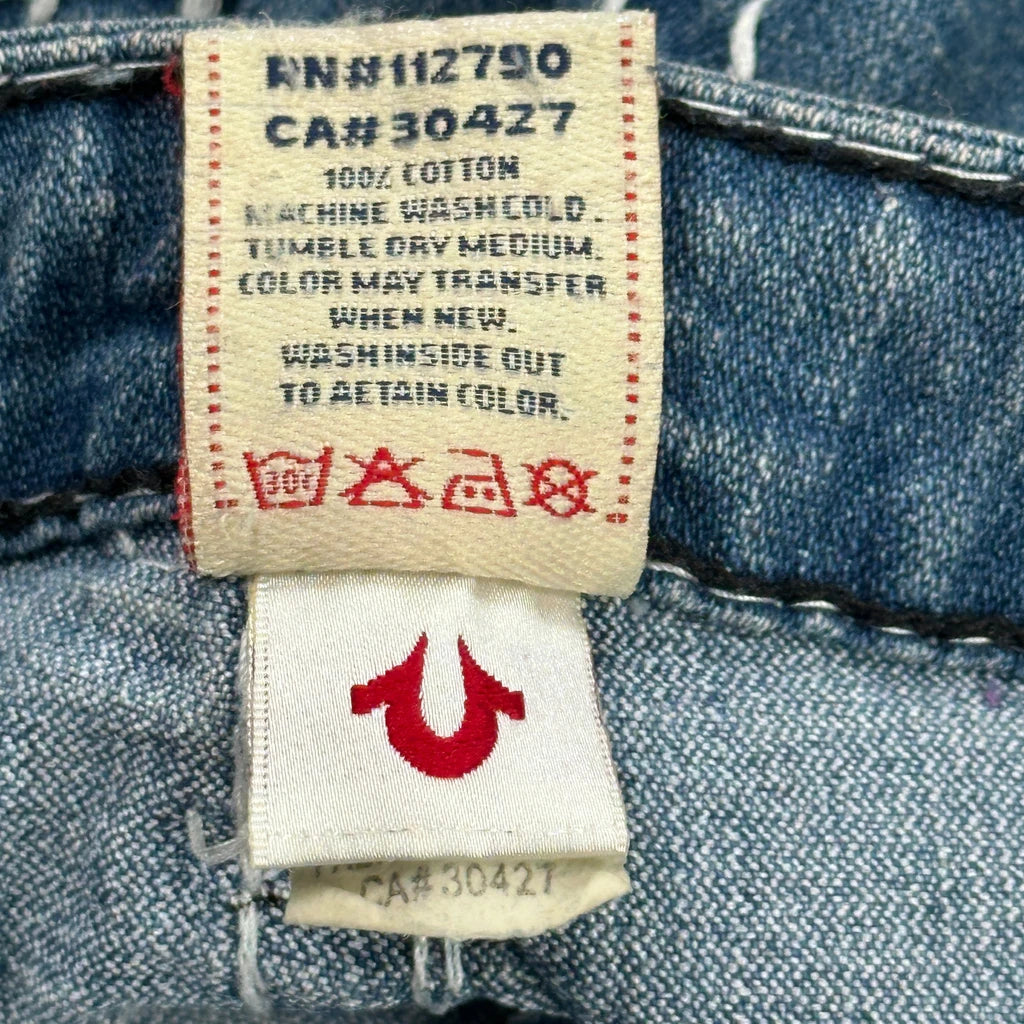 RN#112790
CA#30427
100% COTTON
MACHINE WASH COLD.
TUMBLE DRY MEDIUM.
COLOR MAY TRANSFER
WHEN NEW.
WASH INSIDE OUT
TO RETAIN COLOR.
30°
CA#30427